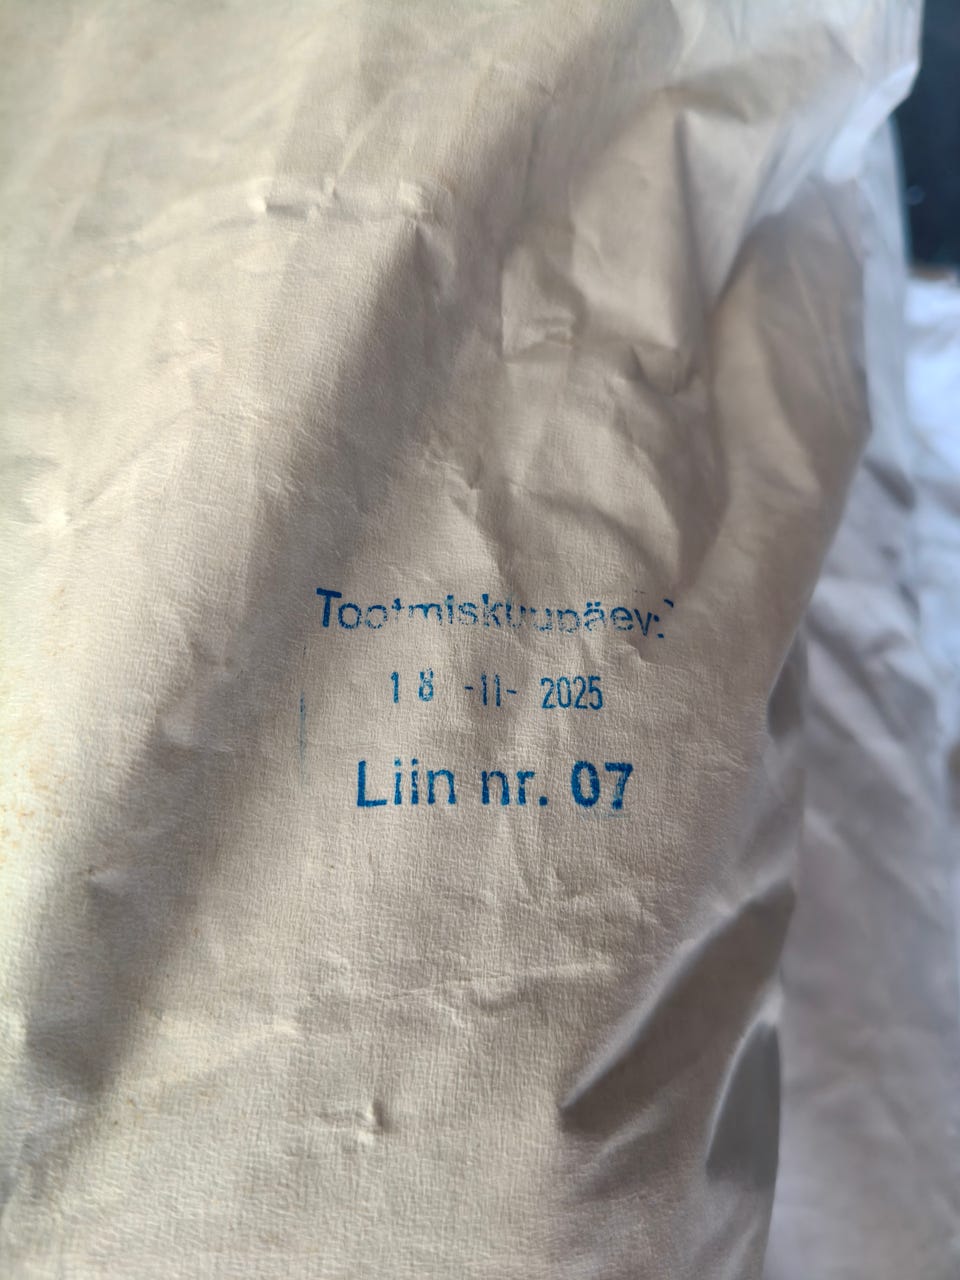 Tootmiskuupäev:
18 -11- 2025
Liin nr. 07